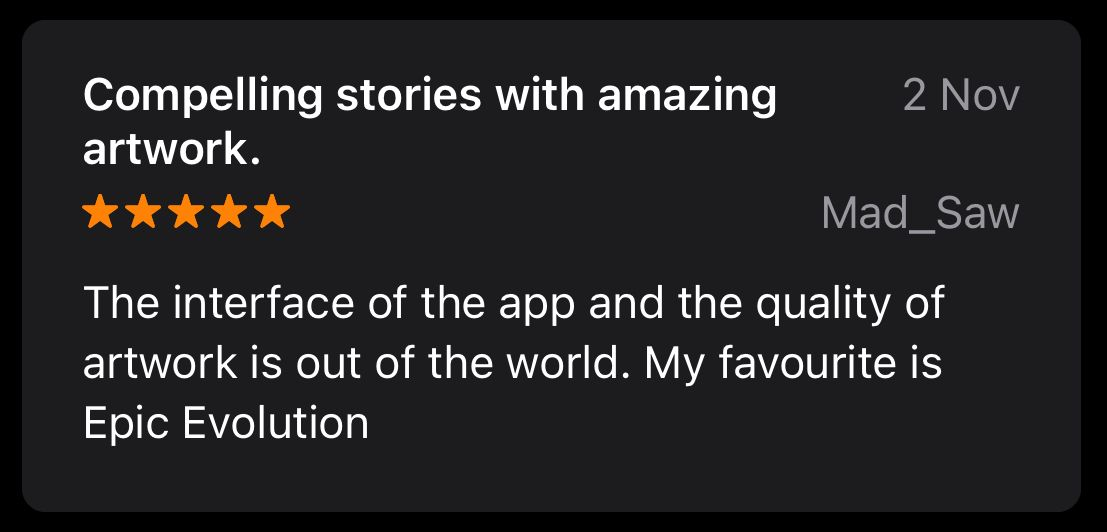 Compelling stories with amazing
artwork.
2 Nov
Mad_Saw
The interface of the app and the quality of
artwork is out of the world. My favourite is
Epic Evolution